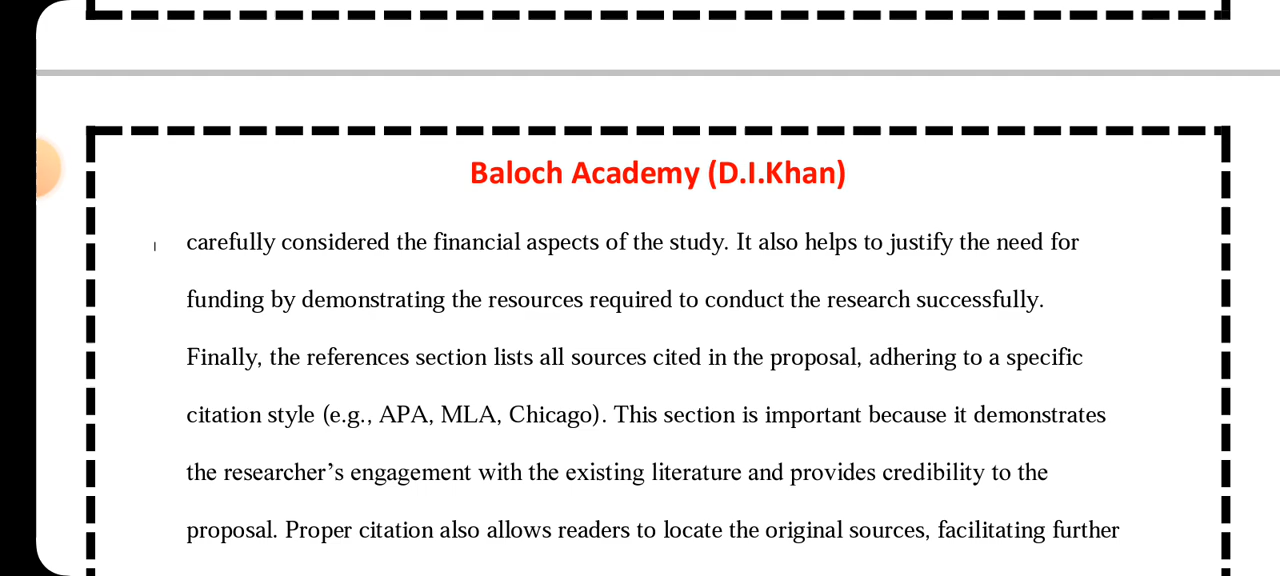 Baloch Academy (D.I.Khan)
carefully considered the financial aspects of the study. It also helps to justify the need for
funding by demonstrating the resources required to conduct the research successfully.
Finally, the references section lists all sources cited in the proposal, adhering to a specific
citation style (e.g., APA, MLA, Chicago). This section is important because it demonstrates
the researcher’s engagement with the existing literature and provides credibility to the
proposal. Proper citation also allows readers to locate the original sources, facilitating further